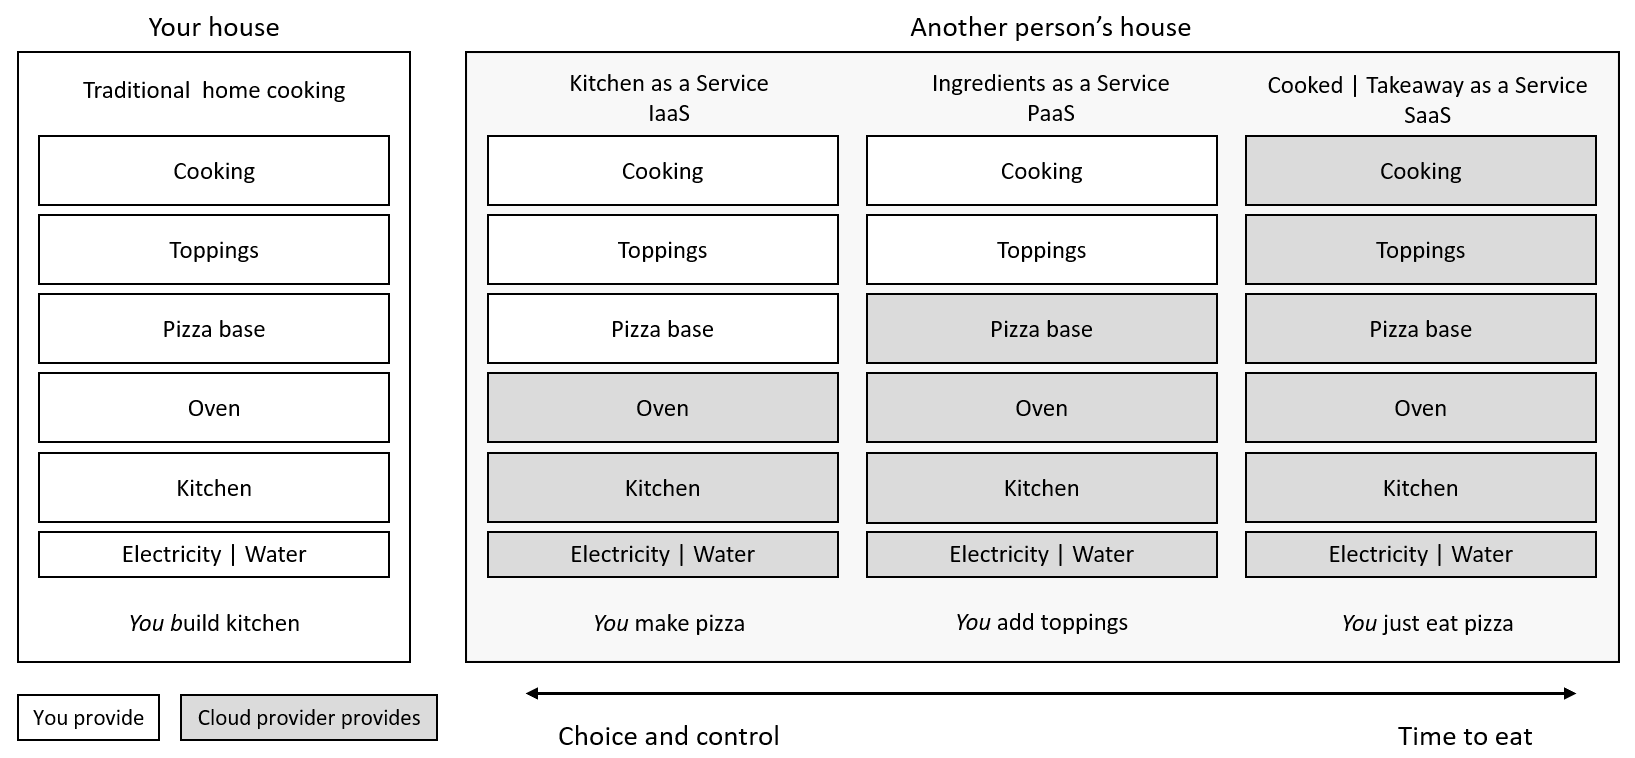 Your house
Traditional  home cooking
Cooking
Toppings
Pizza base
Oven
Kitchen
Electricity | Water
You build kitchen
Another person’s house
Kitchen as a Service
IaaS
Cooking
Toppings
Pizza base
Oven
Kitchen
Electricity | Water
You make pizza
Ingredients as a Service
PaaS
Cooking
Toppings
Pizza base
Oven
Kitchen
Electricity | Water
You add toppings
Cooked | Takeaway as a Service
SaaS
Cooking
Toppings
Pizza base
Oven
Kitchen
Electricity | Water
You just eat pizza
You provide
Cloud provider provides
Choice and control
Time to eat